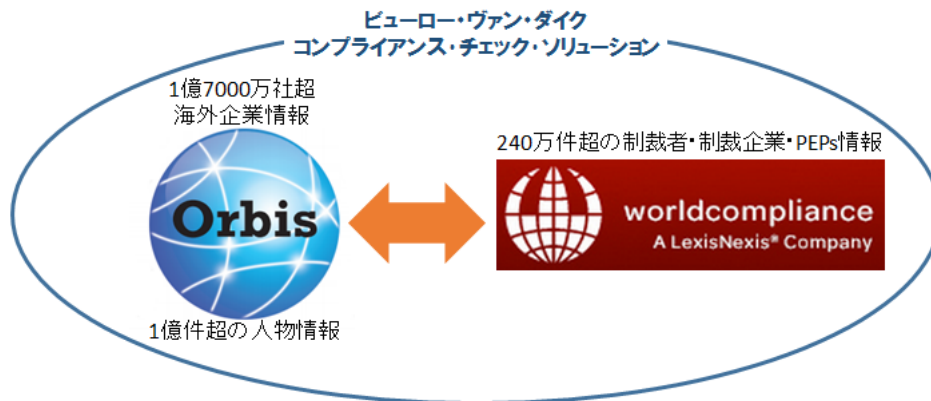 ビューロー・ヴァン・ダイク
コンプライアンス・チェック・ソリューション
1億7000万社超
海外企業情報
Orbis
1億件超の人物情報
240万件超の制裁者・制裁企業・PEPs情報
worldcompliance
A LexisNexis® Company